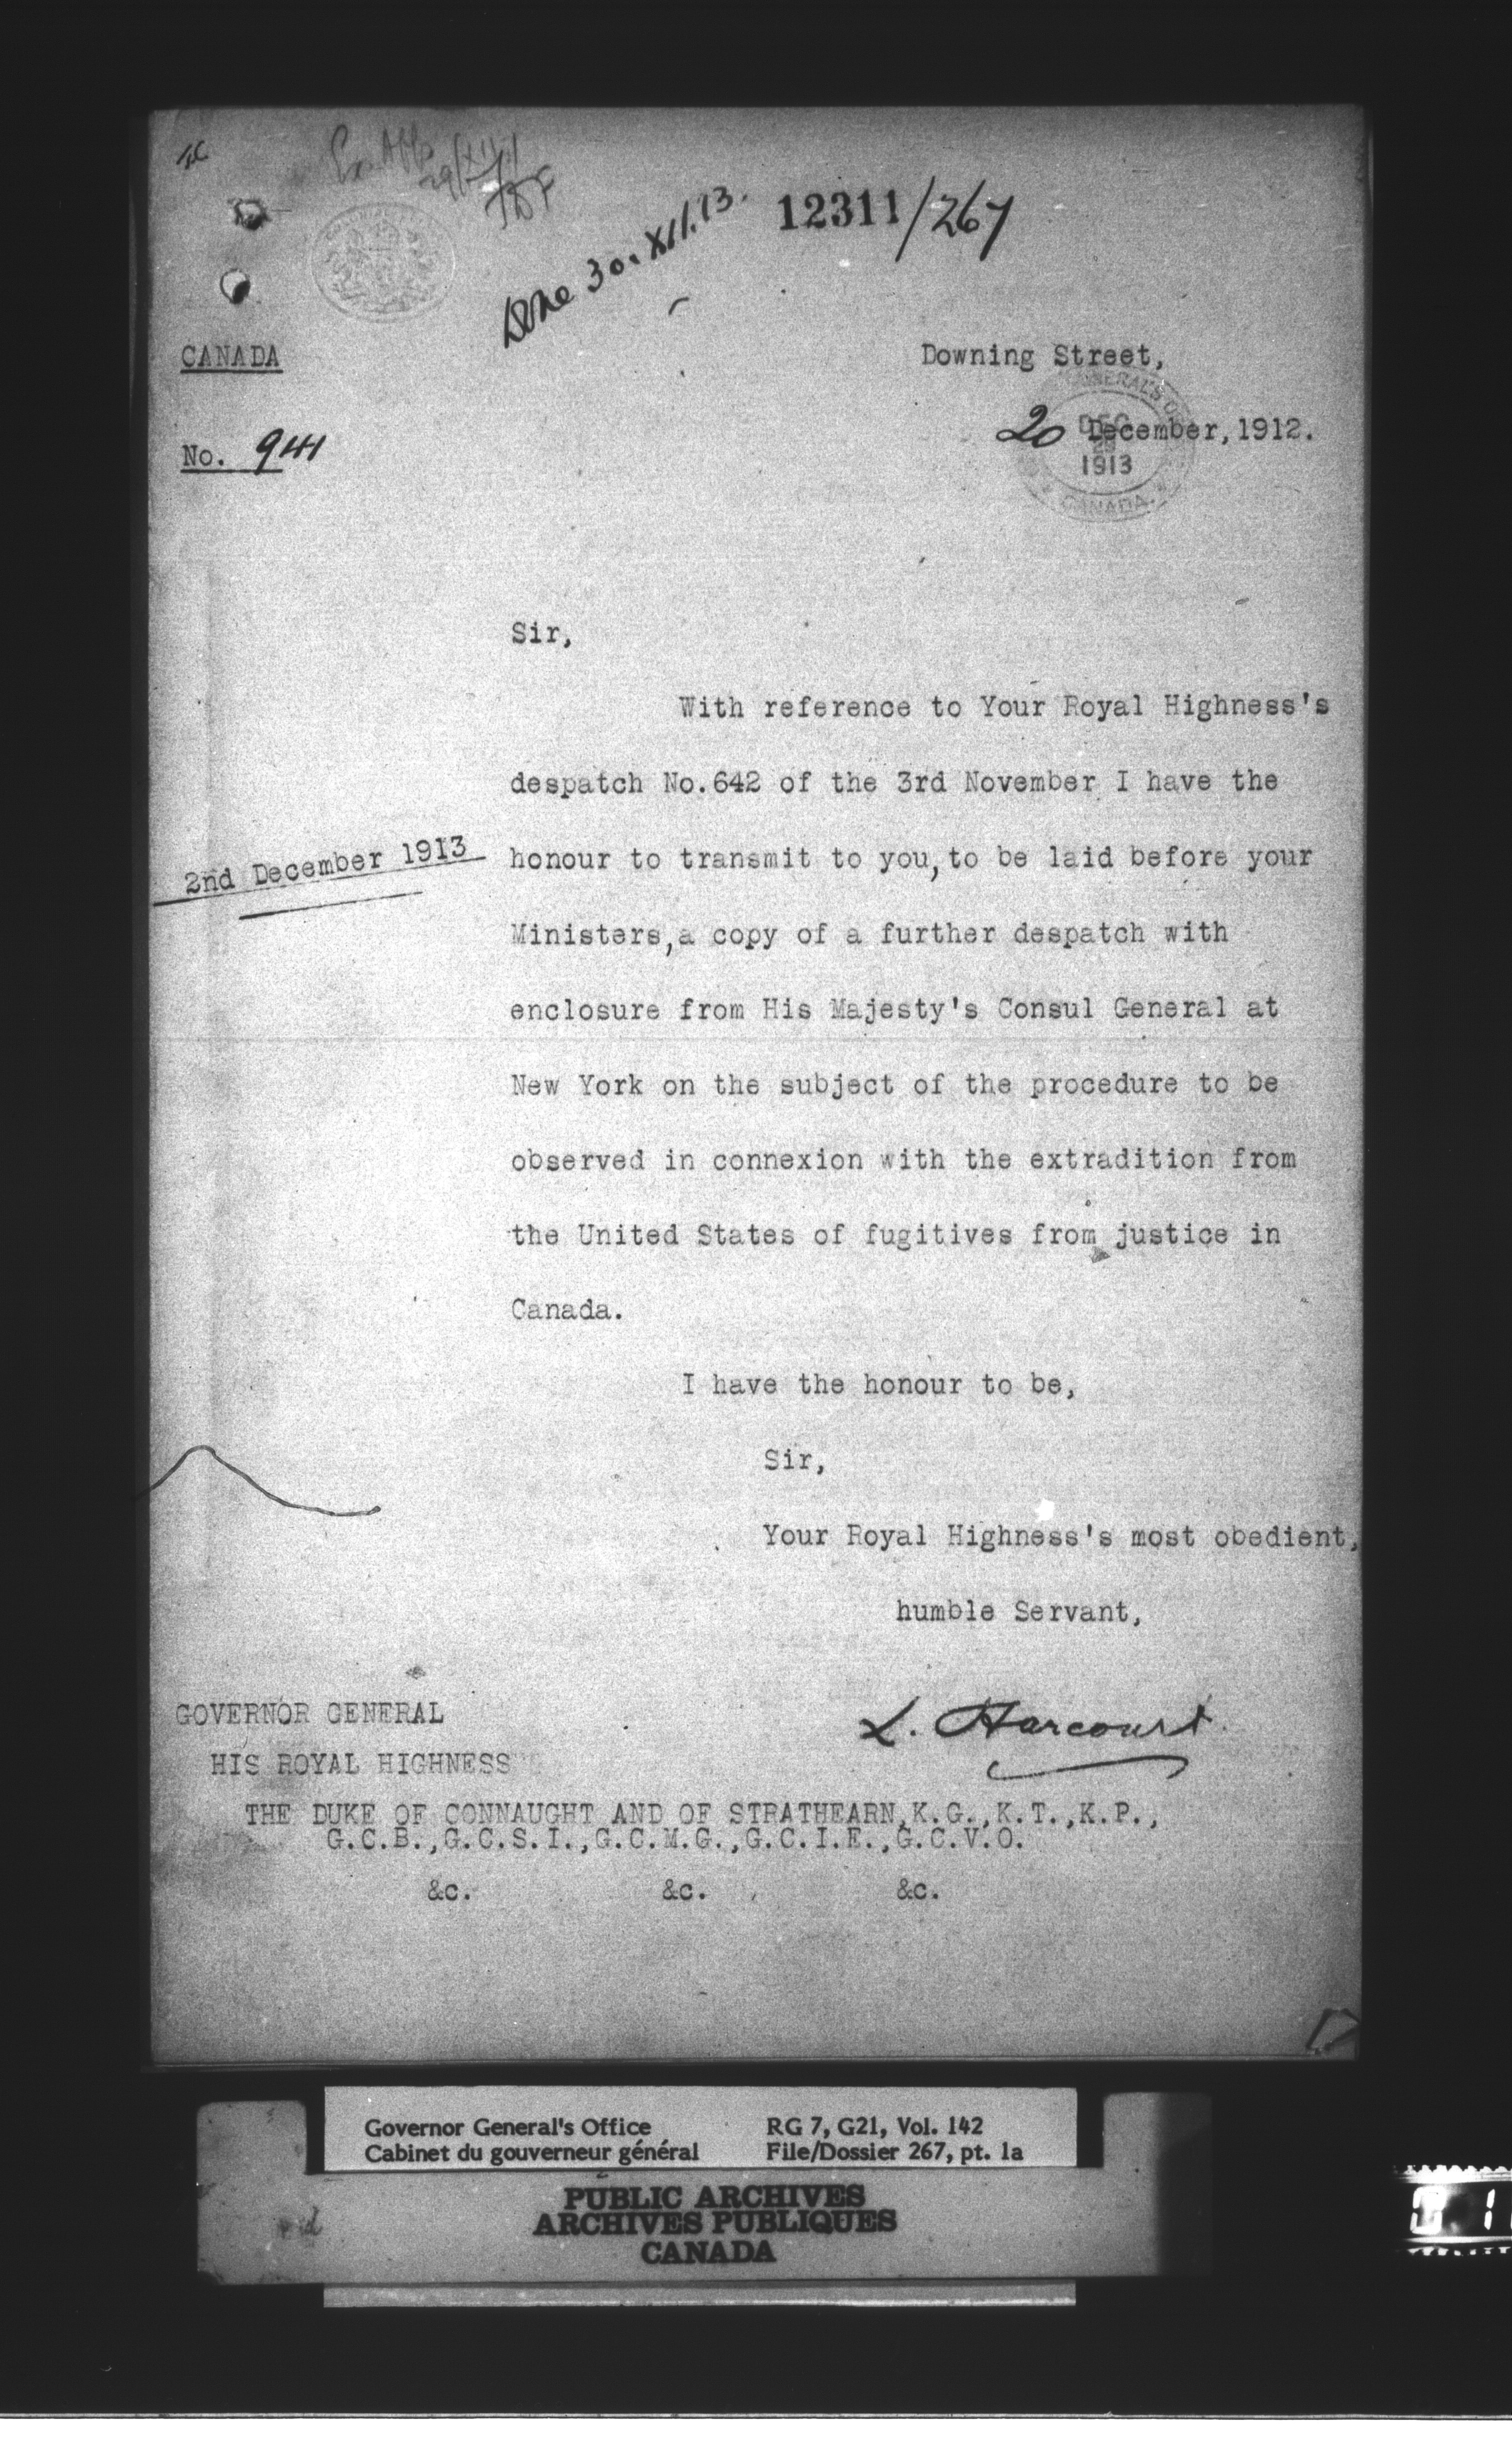 Done 30.XII.13.
12311/267
CANADA
Downing Street,
No. 941
20 December, 1912.
DEC
1913
CANADA
Sir,
With reference to Your Royal Highness's
despatch No.642 of the 3rd November I have the
2nd December 1913
honour to transmit to you, to be laid before your
Ministers, a copy of a further despatch with
enclosure from His Majesty's Consul General at
New York on the subject of the procedure to be
observed in connexion with the extradition from
the United States of fugitives from justice in
Canada.
I have the honour to be,
Sir,
Your Royal Highness's most obedient,
humble Servant,
L. Harcourt
GOVERNOR GENERAL
HIS ROYAL HIGHNESS
THE DUKE OF CONNAUGHT AND OF STRATHEARN,K.G.,K.T.,K.P.,
G.C.B.,G.C.S.I.,G.C.M.G.,G.C.I.E.,G.C.V.O.
&c. &c. &c.
Governor General's Office
Cabinet du gouverneur général
RG 7, G21, Vol. 142
File/Dossier 267, pt. 1a
PUBLIC ARCHIVES
ARCHIVES PUBLIQUES
CANADA